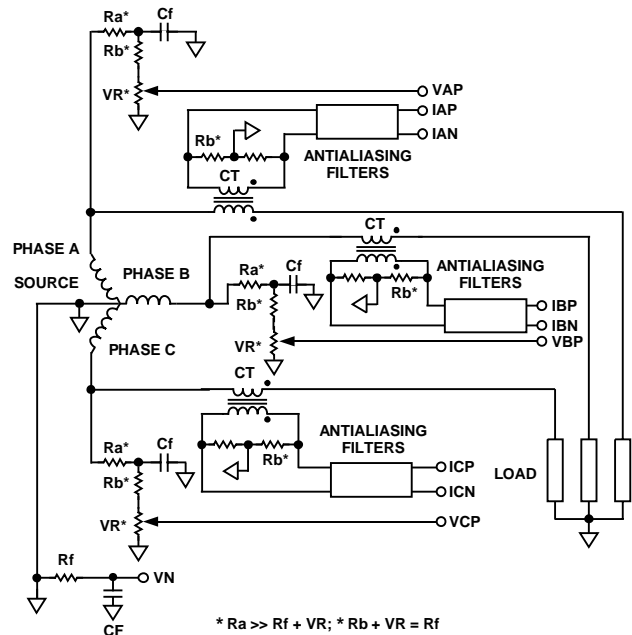 Ra*
Cf
Rb*
VR*
VAP
IAP
IAN
Rb*
ANTIALIASING
FILTERS
CT
CT
PHASE A
ANTIALIASING
FILTERS
SOURCE
PHASE B
Ra*
Cf
Rb*
Rb*
IBP
IBN
VR*
VBP
PHASE C
CT
ANTIALIASING
FILTERS
Ra*
Cf
Rb*
Rb*
ICP
ICN
LOAD
VR*
VCP
Rf
VN
CF
* Ra >> Rf + VR; * Rb + VR = Rf